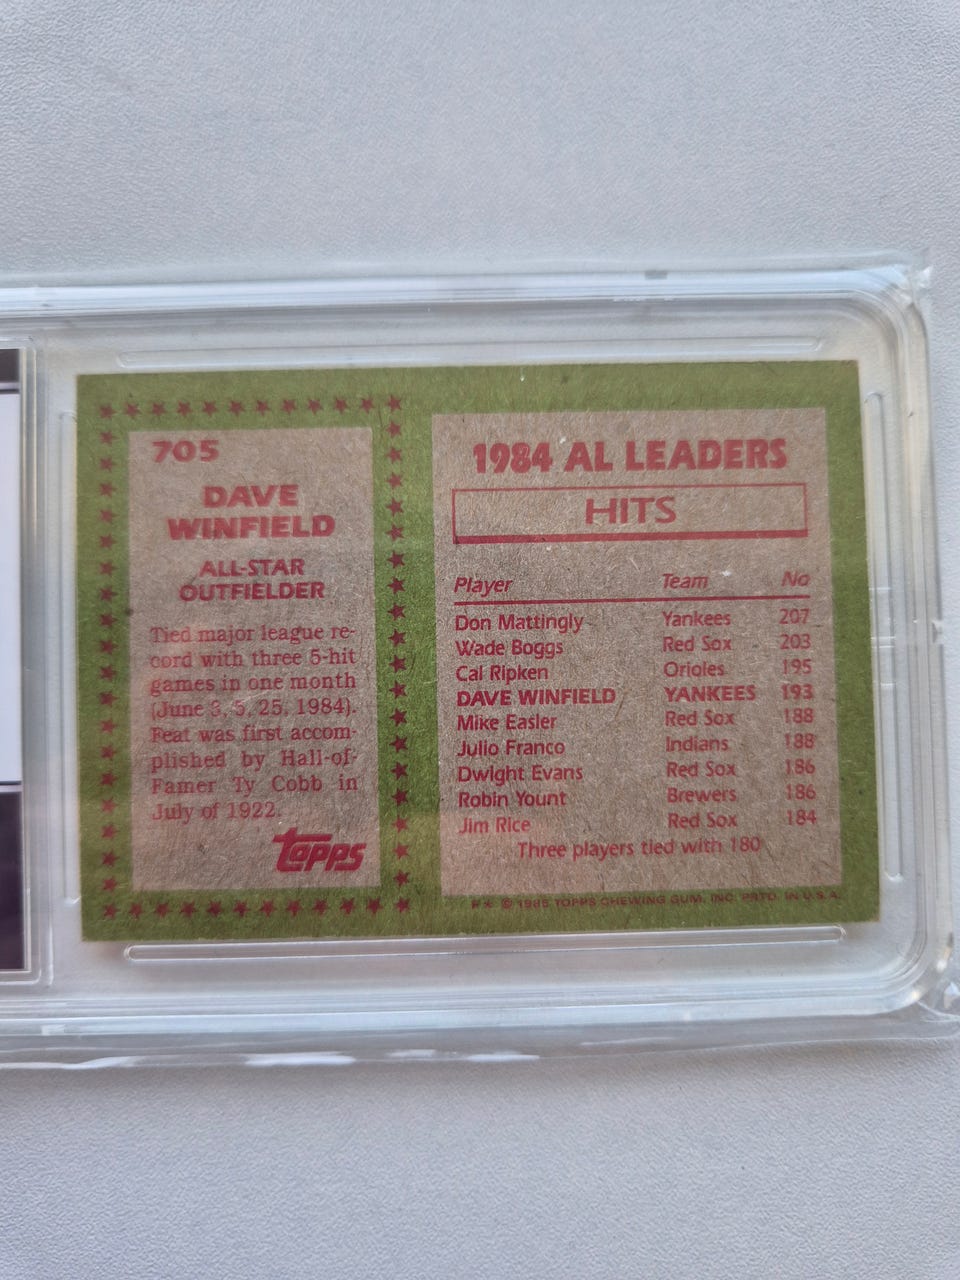 705
DAVE
WINFIELD
ALL-STAR
OUTFIELDER
Tied major league re-
cord with three 5-hit
games in one month
(June 3, 5, 25, 1984).
Feat was first accom-
plished by Hall-of-
Famer Ty Cobb in
July of 1922.
topps
1984 AL LEADERS
HITS
Player Team No
Don Mattingly Yankees 207
Wade Boggs Red Sox 203
Cal Ripken Orioles 195
DAVE WINFIELD YANKEES 193
Mike Easler Red Sox 188
Julio Franco Indians 188
Dwight Evans Red Sox 186
Robin Yount Brewers 186
Jim Rice Red Sox 184
Three players tied with 180
© 1985 TOPPS CHEWING GUM, INC. PRTD. IN U.S.A.